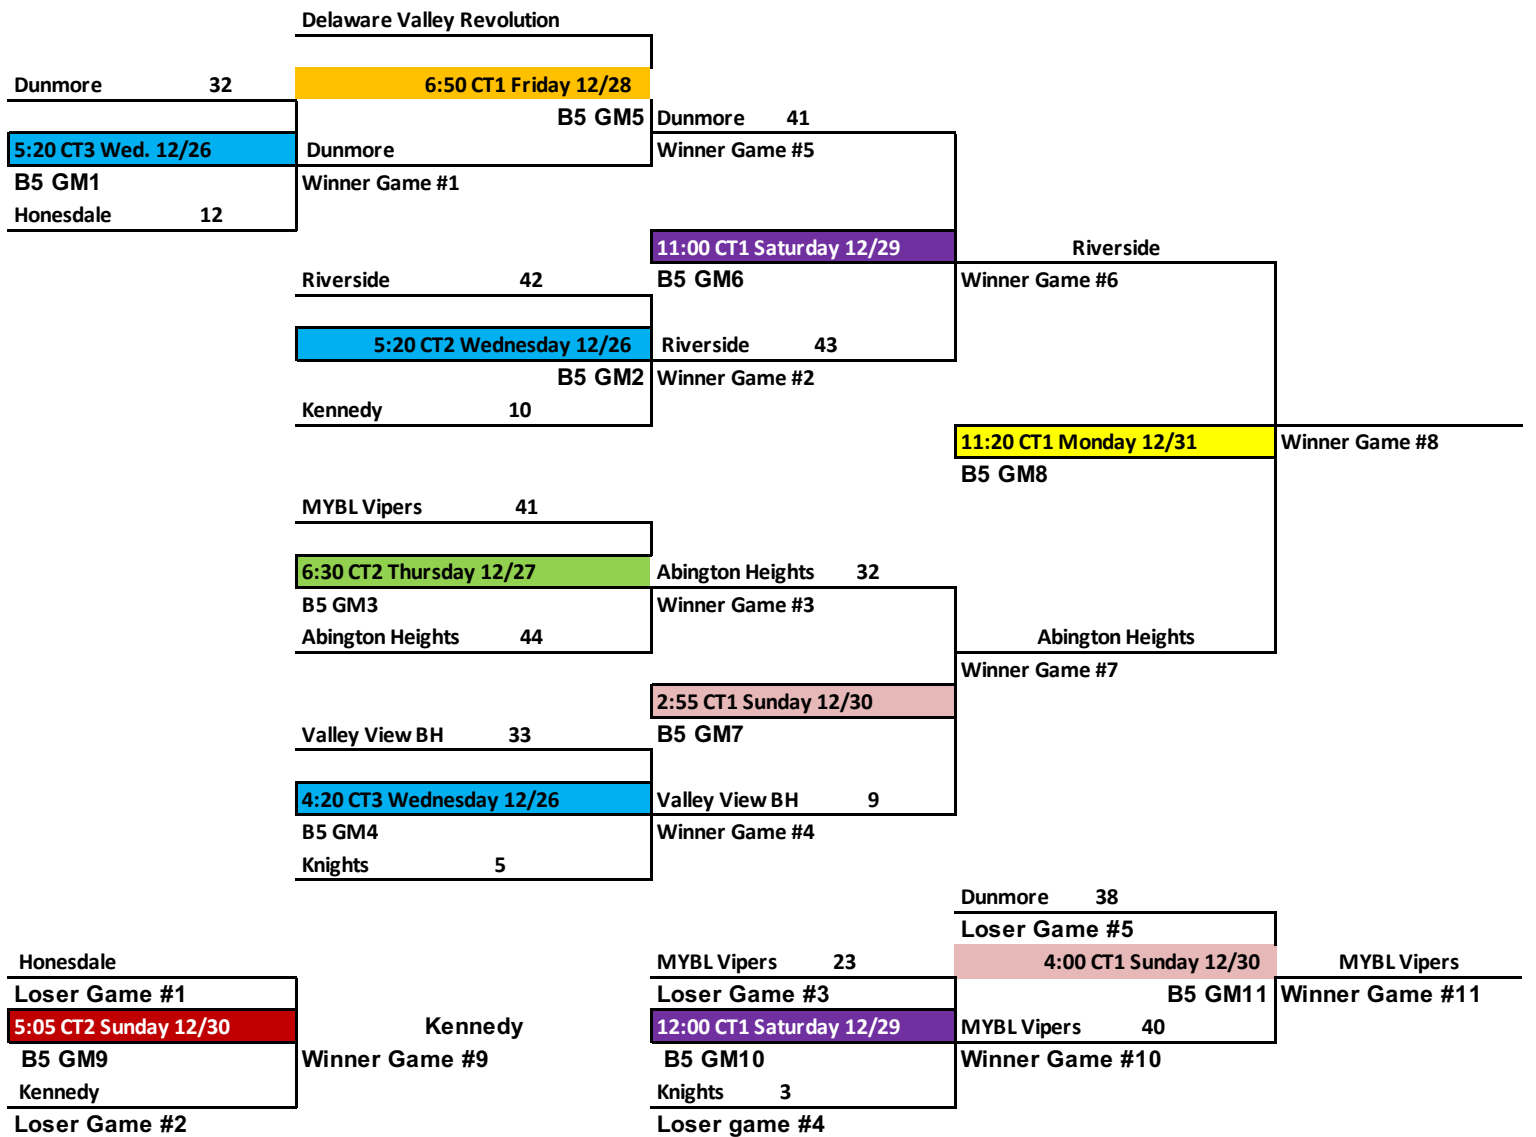 Delaware Valley Revolution
Dunmore 32
6:50 CT1 Friday 12/28
B5 GM5
Dunmore 41
5:20 CT3 Wed. 12/26
Dunmore
Winner Game #5
B5 GM1
Winner Game #1
Honesdale 12
11:00 CT1 Saturday 12/29
Riverside
Riverside 42
B5 GM6
Winner Game #6
5:20 CT2 Wednesday 12/26
Riverside 43
B5 GM2
Winner Game #2
Kennedy 10
11:20 CT1 Monday 12/31
Winner Game #8
B5 GM8
MYBL Vipers 41
6:30 CT2 Thursday 12/27
Abington Heights 32
B5 GM3
Winner Game #3
Abington Heights 44
Abington Heights
Winner Game #7
2:55 CT1 Sunday 12/30
Valley View BH 33
B5 GM7
4:20 CT3 Wednesday 12/26
Valley View BH 9
B5 GM4
Winner Game #4
Knights 5
Dunmore 38
Loser Game #5
Honesdale
MYBL Vipers 23
4:00 CT1 Sunday 12/30
MYBL Vipers
Loser Game #1
Loser Game #3
B5 GM11
Winner Game #11
5:05 CT2 Sunday 12/30
Kennedy
12:00 CT1 Saturday 12/29
MYBL Vipers 40
B5 GM9
Winner Game #9
B5 GM10
Winner Game #10
Kennedy
Knights 3
Loser Game #2
Loser game #4